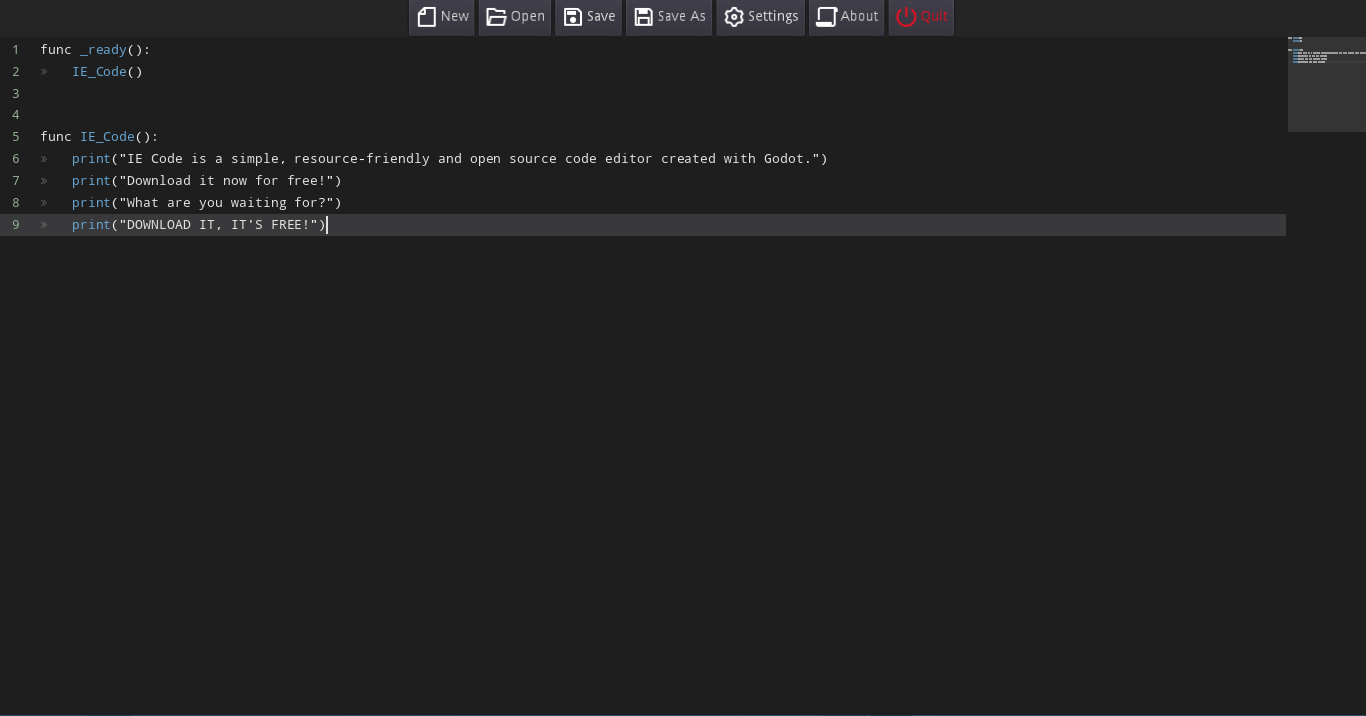 New Open Save Save As Settings About Quit
1 func _ready():
2 » IE_Code()
3
4
5 func IE_Code():
6 » print("IE Code is a simple, resource-friendly and open source code editor created with Godot.")
7 » print("Download it now for free!")
8 » print("What are you waiting for?")
9 » print("DOWNLOAD IT, IT'S FREE!")